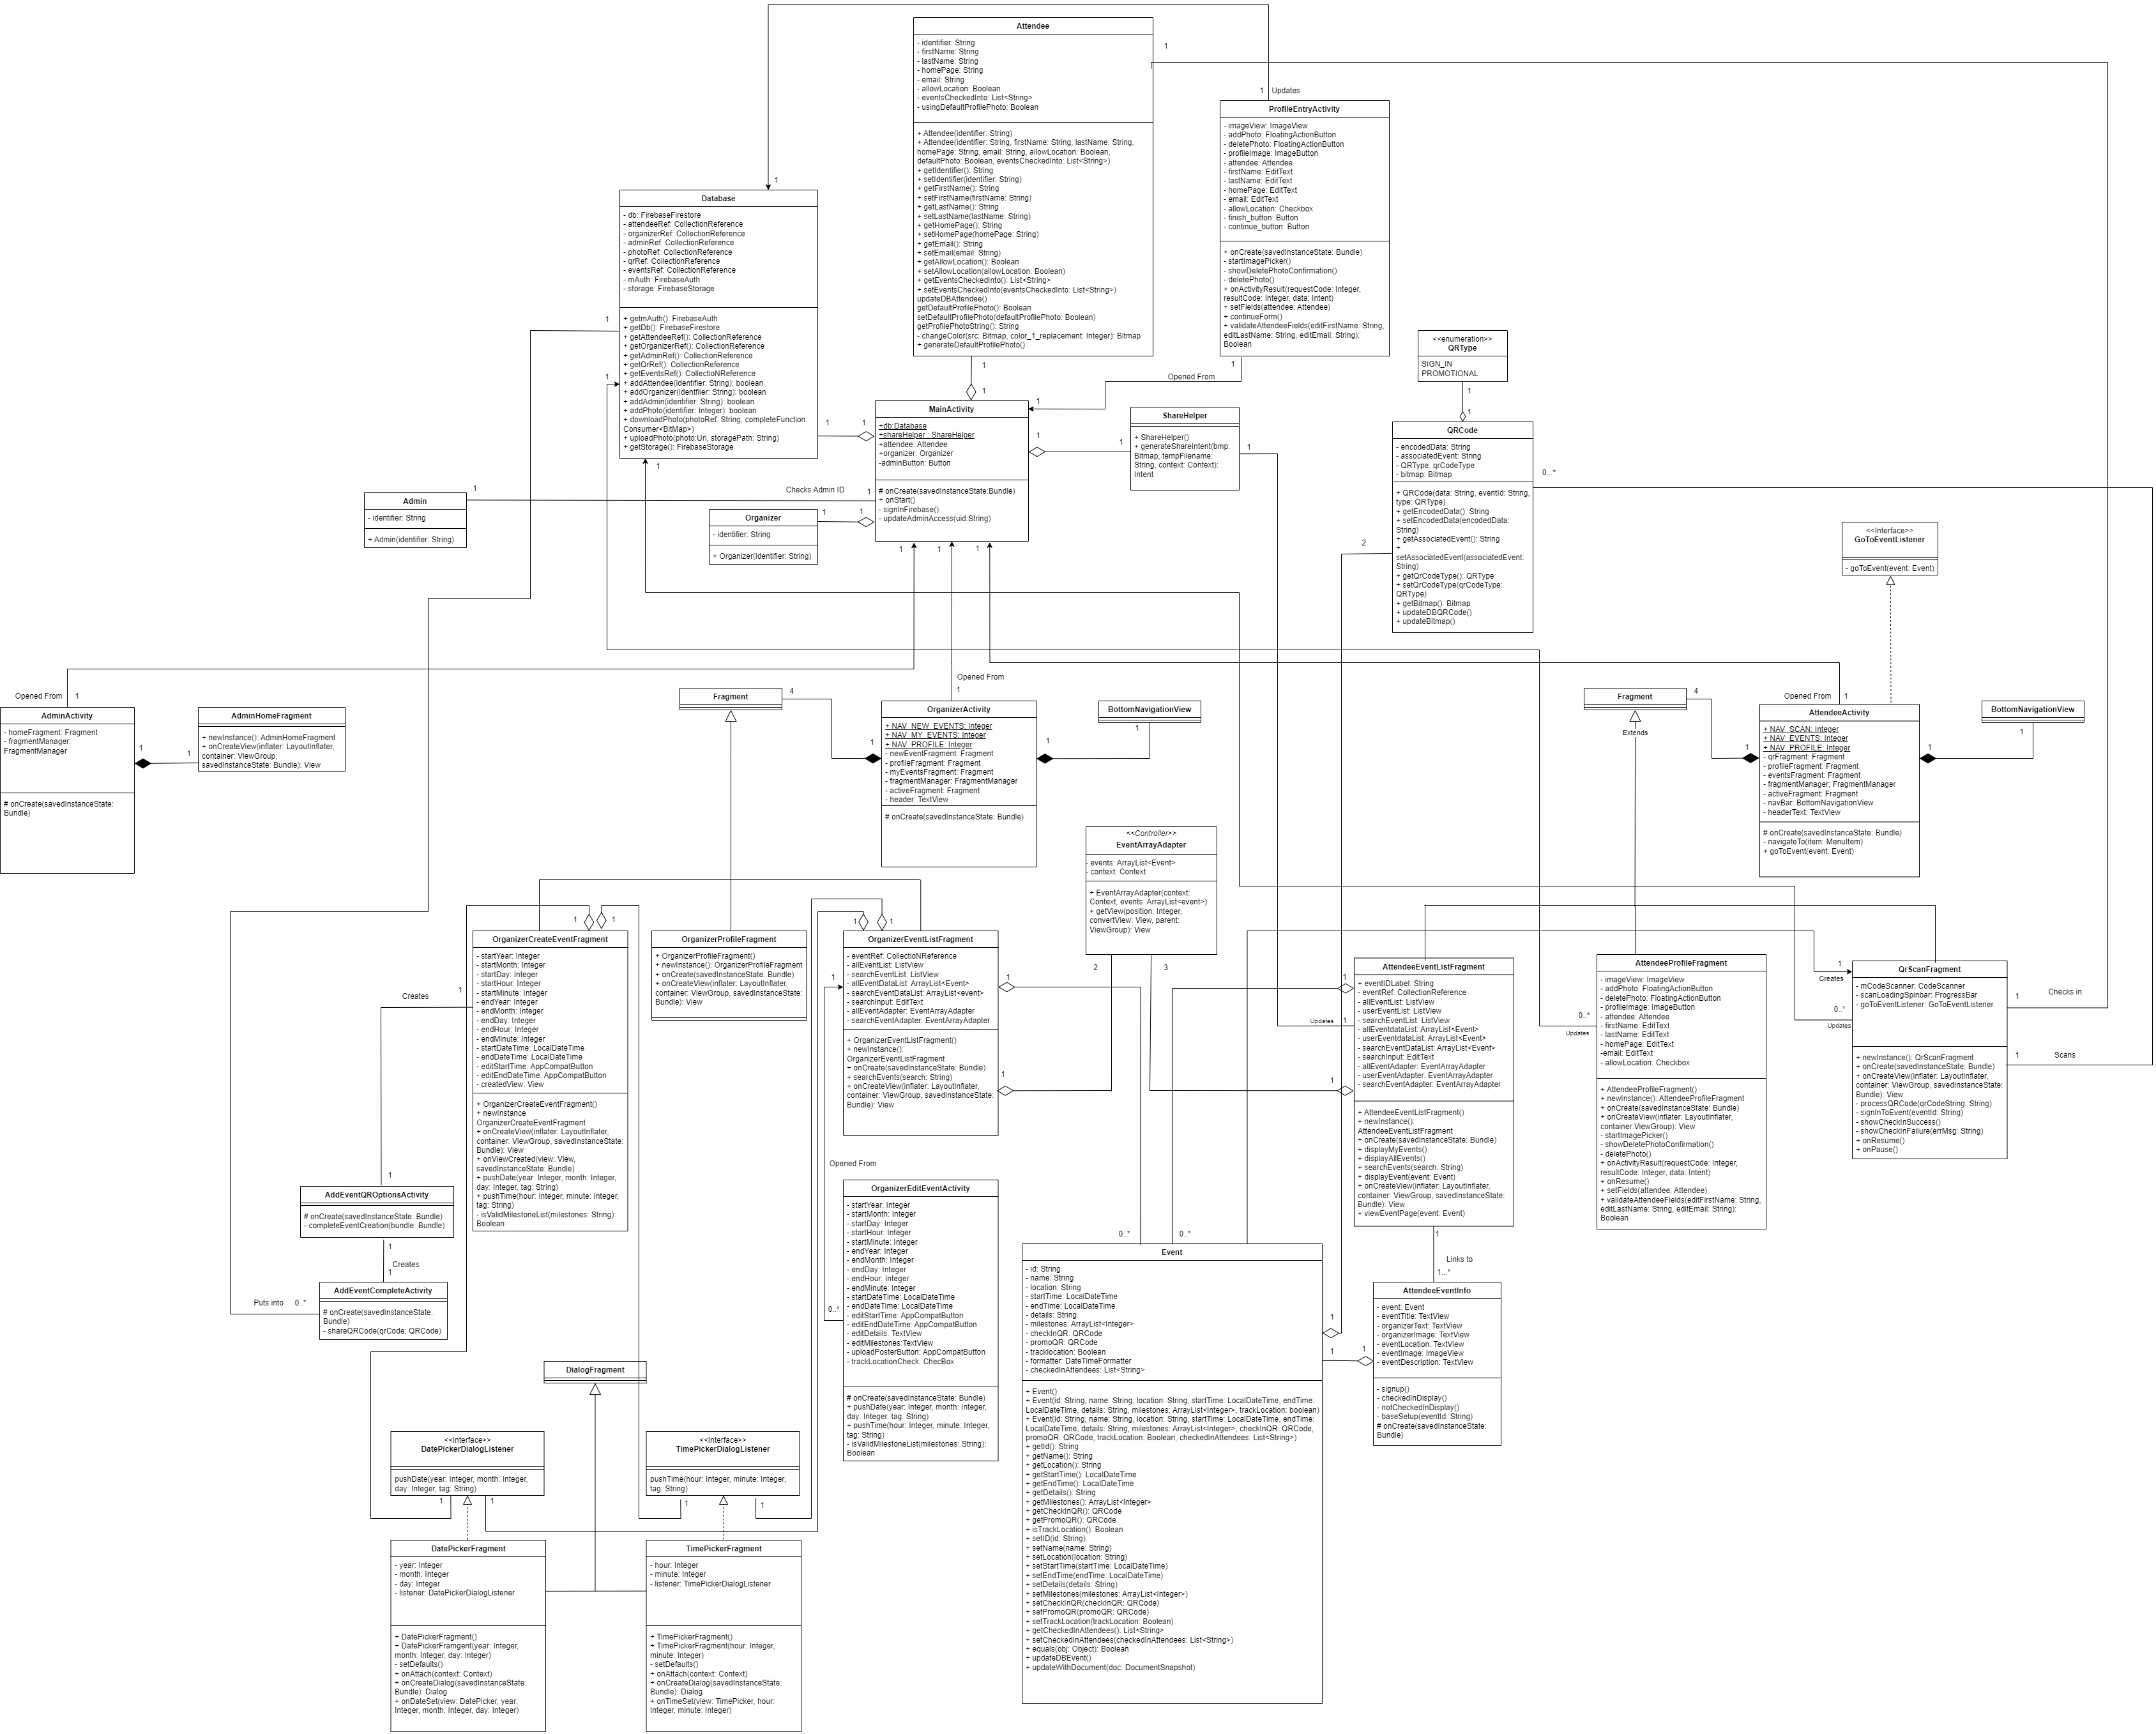 Attendee
- identifier: String
- firstName: String
- lastName: String
- homePage: String
- email: String
- allowLocation: Boolean
- eventsCheckedInto: List<String>
- usingDefaultProfilePhoto: Boolean
+ Attendee(identifier: String)
+ Attendee(identifier: String, firstName: String, lastName: String,
homePage: String, email: String, allowLocation: Boolean,
defaultPhoto: Boolean, eventsCheckedInto: List<String>)
+ getIdentifier(): String
+ setIdentifier(identifier: String)
+ getFirstName(): String
+ setFirstName(firstName: String)
+ getLastName(): String
+ setLastName(lastName: String)
+ getHomePage(): String
+ setHomePage(homePage: String)
+ getEmail(): String
+ setEmail(email: String)
+ getAllowLocation(): Boolean
+ setAllowLocation(allowLocation: Boolean)
+ getEventsCheckedInto(): List<String>
+ setEventsCheckedInto(eventsCheckedInto: List<String>)
updateDBAttendee()
getDefaultProfilePhoto(): Boolean
setDefaultProfilePhoto(defaultProfilePhoto: Boolean)
getProfilePhotoString(): String
- changeColor(src: Bitmap, color_1_replacement: Integer): Bitmap
+ generateDefaultProfilePhoto()
1
1
1
1 Updates
1
ProfileEntryActivity
- imageView: ImageView
- addPhoto: FloatingActionButton
- deletePhoto: FloatingActionButton
- profileImage: ImageButton
- attendee: Attendee
- firstName: EditText
- lastName: EditText
- homePage: EditText
- email: EditText
- allowLocation: Checkbox
- finish_button: Button
- continue_button: Button
+ onCreate(savedInstanceState: Bundle)
- startImagePicker()
- showDeletePhotoConfirmation()
- deletePhoto()
+ onActivityResult(requestCode: Integer,
resultCode: Integer, data: Intent)
+ setFields(attendee: Attendee)
+ continueForm()
+ validateAttendeeFields(editFirstName: String,
editLastName: String, editEmail: String):
Boolean
Opened From
1
1
Database
- db: FirebaseFirestore
- attendeeRef: CollectionReference
- organizerRef: CollectionReference
- adminRef: CollectionReference
- photoRef: CollectionReference
- qrRef: CollectionReference
- eventsRef: CollectionReference
- mAuth: FirebaseAuth
- storage: FirebaseStorage
+ getmAuth(): FirebaseAuth
+ getDb(): FirebaseFirestore
+ getAttendeeRef(): CollectionReference
+ getOrganizerRef(): CollectionReference
+ getAdminRef(): CollectionReference
+ getQrRef(): CollectionReference
+ getEventsRef(): CollectioNReference
+ addAttendee(identifier: String): boolean
+ addOrganizer(identfiier: String): boolean
+ addAdmin(identifier: String): boolean
+ addPhoto(identifier: Integer): boolean
+ downloadPhoto(photoRef: String, completeFunction:
Consumer<BitMap>)
+ uploadPhoto(photo:Uri, storagePath: String)
+ getStorage(): FirebaseStorage
1
1
1
1
1
MainActivity
+db:Database
+shareHelper : ShareHelper
+attendee: Attendee
+organizer: Organizer
-adminButton: Button
# onCreate(savedInstanceState:Bundle)
+ onStart()
- signInFirebase()
- updateAdminAccess(uid:String)
1
1
1
1
1
ShareHelper
+ ShareHelper()
+ generateShareIntent(bmp:
Bitmap, tempFilename:
String, context: Context):
Intent
1
<<enumeration>>
QRType
SIGN_IN
PROMOTIONAL
1
1
QRCode
- encodedData: String
- associatedEvent: String
- QRType: qrCodeType
- bitmap: Bitmap
+ QRCode(data: String, eventId: String,
type: QRType)
+ getEncodedData(): String
+ setEncodedData(encodedData:
String)
+ getAssociatedEvent(): String
+
setAssociatedEvent(associatedEvent:
String)
+ getQrCodeType(): QRType
+ setQrCodeType(qrCodeType:
QRType)
+ getBitmap(): Bitmap
+ updateDBQRCode()
+ updateBitmap()
0...*
2
Admin
- identifier: String
+ Admin(identifier: String)
1
Checks Admin ID
1
Organizer
- identifier: String
+ Organizer(identifier: String)
1
1
<<Interface>>
GoToEventListener
- goToEvent(event: Event)
Opened From
1
AdminActivity
- homeFragment: Fragment
- fragmentManager:
FragmentManager
# onCreate(savedInstanceState:
Bundle)
1
1
AdminHomeFragment
+ newInstance(): AdminHomeFragment
+ onCreateView(inflater: LayoutInflater,
container: ViewGroup,
savedInstanceState: Bundle): View
Fragment
4
Opened From
1
OrganizerActivity
+ NAV_NEW_EVENTS: Integer
+ NAV_MY_EVENTS: Integer
+ NAV_PROFILE: Integer
- newEventFragment: Fragment
- profileFragment: Fragment
- myEventsFragment: Fragment
- fragmentManager: FragmentManager
- activeFragment: Fragment
- header: TextView
# onCreate(savedInstanceState: Bundle)
1
1
BottomNavigationView
1
Fragment
4
Extends
Opened From
1
AttendeeActivity
+ NAV_SCAN: Integer
+ NAV_EVENTS: Integer
+ NAV_PROFILE: Integer
- qrFragment: Fragment
- profileFragment: Fragment
- eventsFragment: Fragment
- fragmentManager; FragmentManager
- activeFragment: Fragment
- navBar: BottomNavigationView
- headerText: TextView
# onCreate(savedInstanceState: Bundle)
- navigateTo(item: MenuItem)
+ goToEvent(event: Event)
1
1
BottomNavigationView
1
<<Controller>>
EventArrayAdapter
- events: ArrayList<Event>
- context: Context
+ EventArrayAdapter(context:
Context, events: ArrayList<event>)
+ getView(position: Integer,
convertView: View, parent:
ViewGroup): View
2
3
1
1
OrganizerCreateEventFragment
- startYear: Integer
- startMonth: Integer
- startDay: Integer
- startHour: Integer
- startMinute: Integer
- endYear: Integer
- endMonth: Integer
- endDay: Integer
- endHour: Integer
- endMinute: Integer
- startDateTime: LocalDateTime
- endDateTime: LocalDateTime
- editStartTime: AppCompatButton
- editEndDateTime: AppCompatButton
- createdView: View
+ OrganizerCreateEventFragment()
+ newInstance
OrganizerCreateEventFragment
+ onCreateView(inflater: LayoutInflater,
container: ViewGroup, savedInstanceState:
Bundle): View
+ onViewCreated(view: View,
savedInstanceState: Bundle)
+ pushDate(year: Integer, month: Integer,
day: Integer, tag: String)
+ pushTime(hour: Integer, minute: Integer,
tag: String)
- isValidMilestoneList(milestones: String):
Boolean
Creates
1
1
OrganizerProfileFragment
+ OrganizerProfileFragment()
+ newInstance(): OrganizerProfileFragment
+ onCreate(savedInstanceState: Bundle)
+ onCreateView(inflater: LayoutInflater,
container: ViewGroup, savedInstanceState:
Bundle): View
1
1
OrganizerEventListFragment
- eventRef: CollectioNReference
- allEventList: ListView
- searchEventList: ListView
- allEventDataList: ArrayList<Event>
- searchEventDataList: ArrayList<event>
- searchInput: EditText
- allEventAdapter: EventArrayAdapter
- searchEventAdapter: EventArrayAdapter
+ OrganizerEventListFragment()
+ newInstance():
OrganizerEventListFragment
+ onCreate(savedInstanceState: Bundle)
+ searchEvents(search: String)
+ onCreateView(inflater: LayoutInflater,
container: ViewGroup, savedInstanceState:
Bundle): View
1
1
1
Opened From
0..*
AttendeeEventListFragment
+ eventIDLabel: String
- eventRef: CollectionReference
- allEventList: ListView
- userEventList: ListView
- searchEventList: ListView
- allEventdataList: ArrayList<Event>
- userEventdataList: ArrayList<Event>
- searchEventDataList: ArrayList<Event>
- searchInput: EditText
- allEventAdapter: EventArrayAdapter
- userEventAdapter: EventArrayAdapter
- searchEventAdapter: EventArrayAdapter
+ AttendeeEventListFragment()
+ newInstance():
AttendeeEventListFragment
+ onCreate(savedInstanceState: Bundle)
+ displayMyEvents()
+ displayAllEvents()
+ searchEvents(search: String)
+ displayEvent(event: Event)
+ onCreateView(inflater: LayoutInflater,
container: ViewGroup, savedInstanceState:
Bundle): View
+ viewEventPage(event: Event)
1
Updates
1
1
1
Links to
1...*
AttendeeProfileFragment
- imageView: ImageView
- addPhoto: FloatingActionButton
- deletePhoto: FloatingActionButton
- profileImage: ImageButton
- attendee: Attendee
- firstName: EditText
- lastName: EditText
- homePage: EditText
-email: EditText
- allowLocation: Checkbox
+ AttendeeProfileFragment()
+ newInstance(): AttendeeProfileFragment
+ onCreate(savedInstanceState: Bundle)
+ onCreateView(inflater: LayoutInflater,
container:ViewGroup): View
- startImagePicker()
- showDeletePhotoConfirmation()
- deletePhoto()
+ onActivityResult(requestCode: Integer,
resultCode: Integer, data: Intent)
+ onResume()
+ setFields(attendee: Attendee)
+ validateAttendeeFields(editFirstName: String,
editLastName: String, editEmail: String):
Boolean
0..*
Updates
QrScanFragment
- mCodeScanner: CodeScanner
- scanLoadingSpinbar: ProgressBar
- goToEventListener: GoToEventListener
+ newInstance(): QrScanFragment
+ onCreate(savedInstanceState: Bundle)
+ onCreateView(inflater: LayoutInflater,
container: ViewGroup, savedInstanceState:
Bundle): View
- processQRCode(qrCodeString: String)
- signInToEvent(eventId: String)
- showCheckInSuccess()
- showCheckInFailure(errMsg: String)
+ onResume()
+ onPause()
1
Creates
0..*
Updates
1
Checks in
1
Scans
AddEventQROptionsActivity
# onCreate(savedInstanceState: Bundle)
- completeEventCreation(bundle: Bundle)
1
Creates
1
AddEventCompleteActivity
# onCreate(savedInstanceState:
Bundle)
- shareQRCode(qrCode: QRCode)
Puts into
0..*
OrganizerEditEventActivity
- startYear: Integer
- startMonth: Integer
- startDay: Integer
- startHour: Integer
- startMinute: Integer
- endYear: Integer
- endMonth: Integer
- endDay: Integer
- endHour: Integer
- endMinute: Integer
- startDateTime: LocalDateTime
- endDateTime: LocalDateTime
- editStartTime: AppCompatButton
- editEndDateTime: AppCompatButton
- editDetails: TextView
- editMilestones:TextView
- uploadPosterButton: AppCompatButton
- trackLocationCheck: ChecBox
# onCreate(savedInstanceState: Bundle)
+ pushDate(year: Integer, month: Integer,
day: Integer, tag: String)
+ pushTime(hour: Integer, minute: Integer,
tag: String)
- isValidMilestoneList(milestones: String):
Boolean
0..*
0..*
Event
- id: String
- name: String
- location: String
- startTime: LocalDateTime
- endTime: LocalDateTime
- details: String
- milestones: ArrayList<Integer>
- checkInQR: QRCode
- promoQR: QRCode
- tracklocation: Boolean
- formatter: DateTimeFormatter
- checkedInAttendees: List<String>
+ Event()
+ Event(id: String, name: String, location: String, startTime: LocalDateTime, endTime:
LocalDateTime, details: String, milestones: ArrayList<Integer>, trackLocation: boolean)
+ Event(id: String, name: String, location: String, startTime: LocalDateTime, endTime:
LocalDateTime, details: String, milestones: ArrayList<Integer>, checkInQR: QRCode,
promoQR: QRCode, trackLocation: Boolean, checkedInAttendees: List<String>)
+ getId(): String
+ getName(): String
+ getLocation(): String
+ getStartTime(): LocalDateTime
+ getEndTime(): LocalDateTime
+ getDetails(): String
+ getMilestones(): ArrayList<Integer>
+ getCheckInQR(): QRCode
+ getPromoQR(): QRCode
+ isTrackLocation(): Boolean
+ setID(id: String)
+ setName(name: String)
+ setLocation(location: String)
+ setStartTime(startTime: LocalDateTime)
+ setEndTime(endTime: LocalDateTime)
+ setDetails(details: String)
+ setMilestones(milestones: ArrayList<Integer>)
+ setCheckInQR(checkInQR: QRCode)
+ setPromoQR(promoQR: QRCode)
+ setTrackLocation(trackLocation: Boolean)
+ getCheckedInAttendees(): List<String>
+ setCheckedInAttendees(checkedInAttendees: List<String>)
+ equals(obj: Object): Boolean
+ updateDBEvent()
+ updateWithDocument(doc: DocumentSnapshot)
1
1
1
AttendeeEventInfo
- event: Event
- eventTitle: TextView
- organizerText: TextView
- organizerImage: TextView
- eventLocation: TextView
- eventImage: ImageView
- eventDescription: TextView
- signup()
- checkedInDisplay()
- notCheckedInDisplay()
- baseSetup(eventId: String)
# onCreate(savedInstanceState:
Bundle)
DialogFragment
<<Interface>>
DatePickerDialogListener
pushDate(year: Integer, month: Integer,
day: Integer, tag: String)
1
1
<<Interface>>
TimePickerDialogListener
pushTime(hour: Integer, minute: Integer,
tag: String)
1
1
DatePickerFragment
- year: Integer
- month: Integer
- day: Integer
- listener: DatePickerDialogListener
+ DatePickerFragment()
+ DatePickerFramgent(year: Integer,
month: Integer, day: Integer)
- setDefaults()
+ onAttach(context: Context)
+ onCreateDialog(savedInstanceState:
Bundle): Dialog
+ onDateSet(view: DatePicker, year:
Integer, month: Integer, day: Integer)
TimePickerFragment
- hour: Integer
- minute: Integer
- listener: TimePickerDialogListener
+ TimePickerFragment()
+ TimePickerFragment(hour: Integer,
minute: Integer)
- setDefaults()
+ onAttach(context: Context)
+ onCreateDialog(savedInstanceState:
Bundle): Dialog
+ onTimeSet(view: TimePicker, hour:
Integer, minute: Integer)